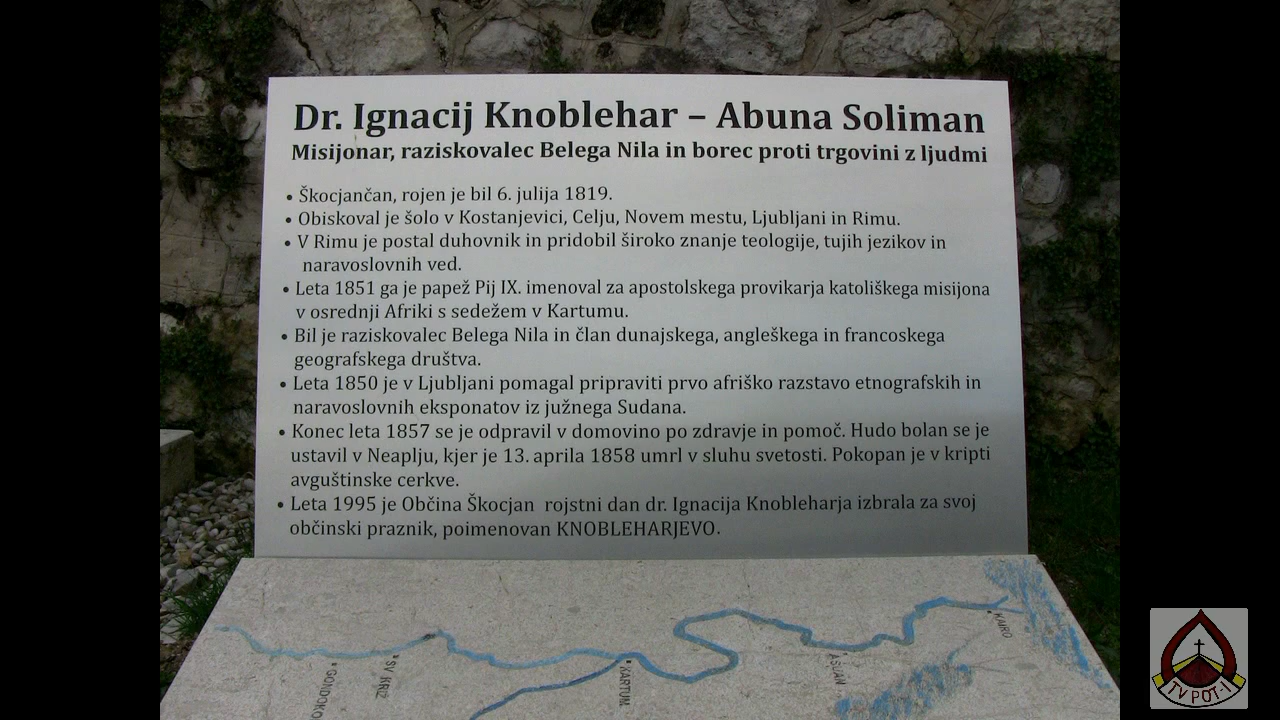 Dr. Ignacij Knoblehar – Abuna Soliman
Misijonar, raziskovalec Belega Nila in borec proti trgovini z ljudmi
• Škocjančan, rojen je bil 6. julija 1819.
• Obiskoval je šolo v Kostanjevici, Celju, Novem mestu, Ljubljani in Rimu.
• V Rimu je postal duhovnik in pridobil široko znanje teologije, tujih jezikov in
naravoslovnih ved.
• Leta 1851 ga je papež Pij IX. imenoval za apostolskega provikarja katoliškega misijona
v osrednji Afriki s sedežem v Kartumu.
• Bil je raziskovalec Belega Nila in član dunajskega, angleškega in francoskega
geografskega društva.
• Leta 1850 je v Ljubljani pomagal pripraviti prvo afriško razstavo etnografskih in
naravoslovnih eksponatov iz južnega Sudana.
• Konec leta 1857 se je odpravil v domovino po zdravje in pomoč. Hudo bolan se je
ustavil v Neaplju, kjer je 13. aprila 1858 umrl v sluhu svetosti. Pokopan je v kripti
avguštinske cerkve.
• Leta 1995 je Občina Škocjan rojstni dan dr. Ignacija Knobleharja izbrala za svoj
občinski praznik, poimenovan KNOBLEHARJEVO.
KAIRO
ASUAN
KARTUM
SV KRIŽ
GONDOKO
TV POT-1